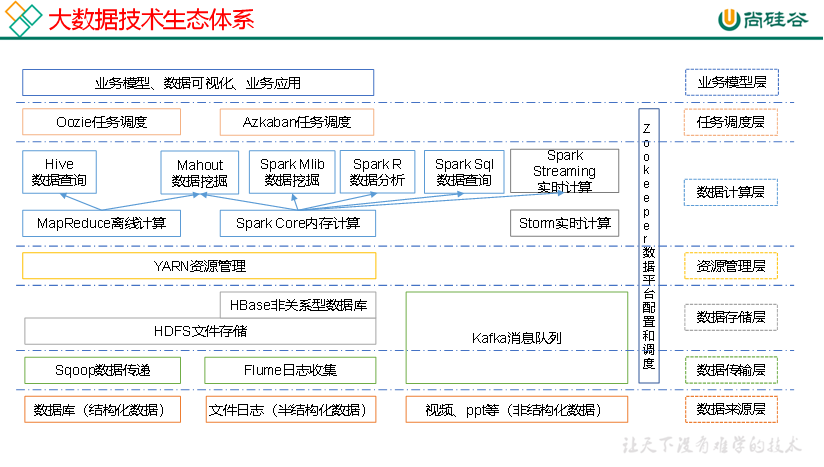 大数据技术生态体系
尚硅谷
业务模型、数据可视化、业务应用
业务模型层
Oozie任务调度
Azkaban任务调度
任务调度层
Hive
数据查询
Mahout
数据挖掘
Spark Mlib
数据挖掘
Spark R
数据分析
Spark Sql
数据查询
Spark
Streaming
实时计算
数据计算层
MapReduce离线计算
Spark Core内存计算
Storm实时计算
Zookeeper数据平台配置和调度
YARN资源管理
资源管理层
HBase非关系型数据库
HDFS文件存储
Kafka消息队列
数据存储层
Sqoop数据传递
Flume日志收集
数据传输层
数据库（结构化数据）
文件日志（半结构化数据）
视频、ppt等（非结构化数据）
数据来源层
让天下没有难学的技术